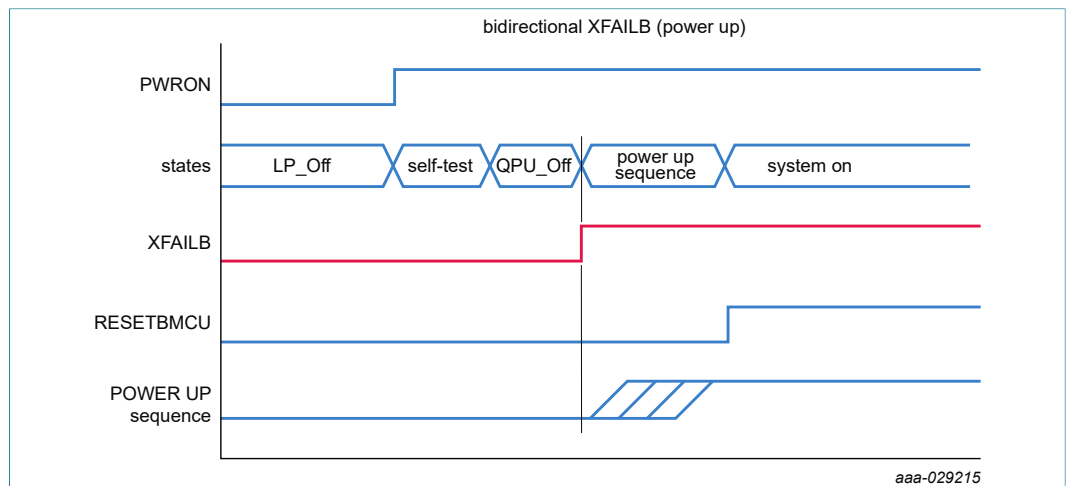 bidirectional XFAILB (power up)
PWRON
states
LP_Off
self-test
QPU_Off
power up
sequence
system on
XFAILB
RESETBMCU
POWER UP
sequence
aaa-029215